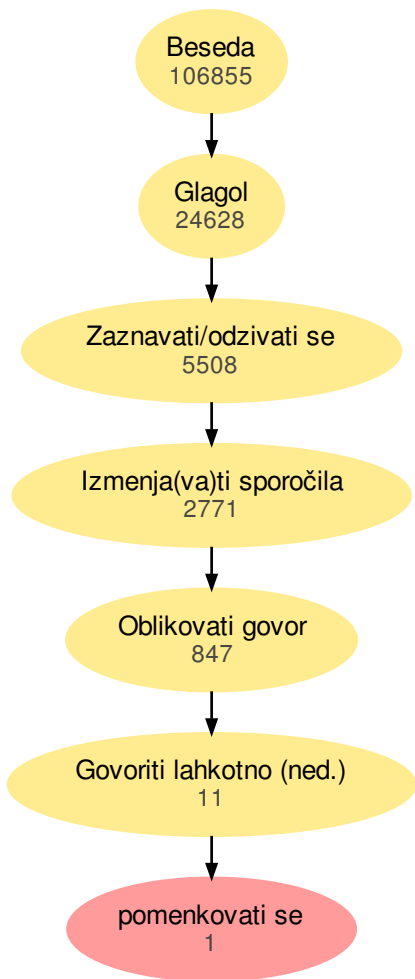 Beseda
106855
Glagol
24628
Zaznavati/odzivati se
5508
Izmenja(va)ti sporočila
2771
Oblikovati govor
847
Govoriti lahkotno (ned.)
11
pomenkovati se
1